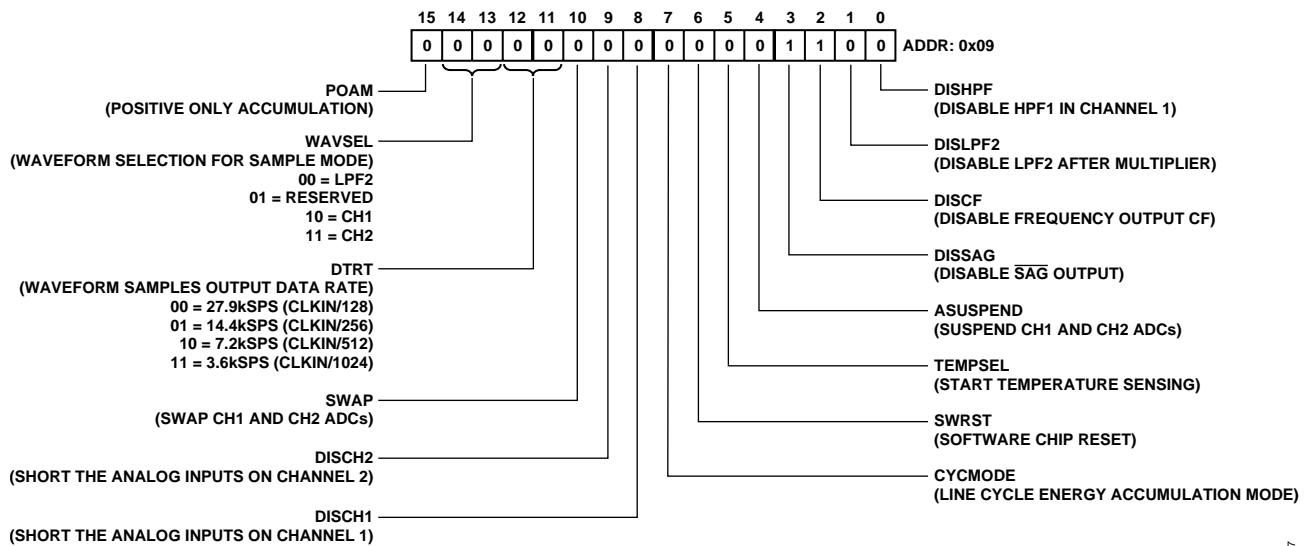 15 14 13 12 11 10 9 8 7 6 5 4 3 2 1 0
0 0 0 0 0 0 0 0 0 0 0 0 1 1 0 0 ADDR: 0x09
POAM
(POSITIVE ONLY ACCUMULATION)
WAVSEL
(WAVEFORM SELECTION FOR SAMPLE MODE)
00 = LPF2
01 = RESERVED
10 = CH1
11 = CH2
DTRT
(WAVEFORM SAMPLES OUTPUT DATA RATE)
00 = 27.9kSPS (CLKIN/128)
01 = 14.4kSPS (CLKIN/256)
10 = 7.2kSPS (CLKIN/512)
11 = 3.6kSPS (CLKIN/1024)
SWAP
(SWAP CH1 AND CH2 ADCs)
DISCH2
(SHORT THE ANALOG INPUTS ON CHANNEL 2)
DISCH1
(SHORT THE ANALOG INPUTS ON CHANNEL 1)
DISHPF
(DISABLE HPF1 IN CHANNEL 1)
DISLPF2
(DISABLE LPF2 AFTER MULTIPLIER)
DISCF
(DISABLE FREQUENCY OUTPUT CF)
DISSAG
(DISABLE S̅A̅G̅ OUTPUT)
ASUSPEND
(SUSPEND CH1 AND CH2 ADCs)
TEMPSEL
(START TEMPERATURE SENSING)
SWRST
(SOFTWARE CHIP RESET)
CYCMODE
(LINE CYCLE ENERGY ACCUMULATION MODE)
7